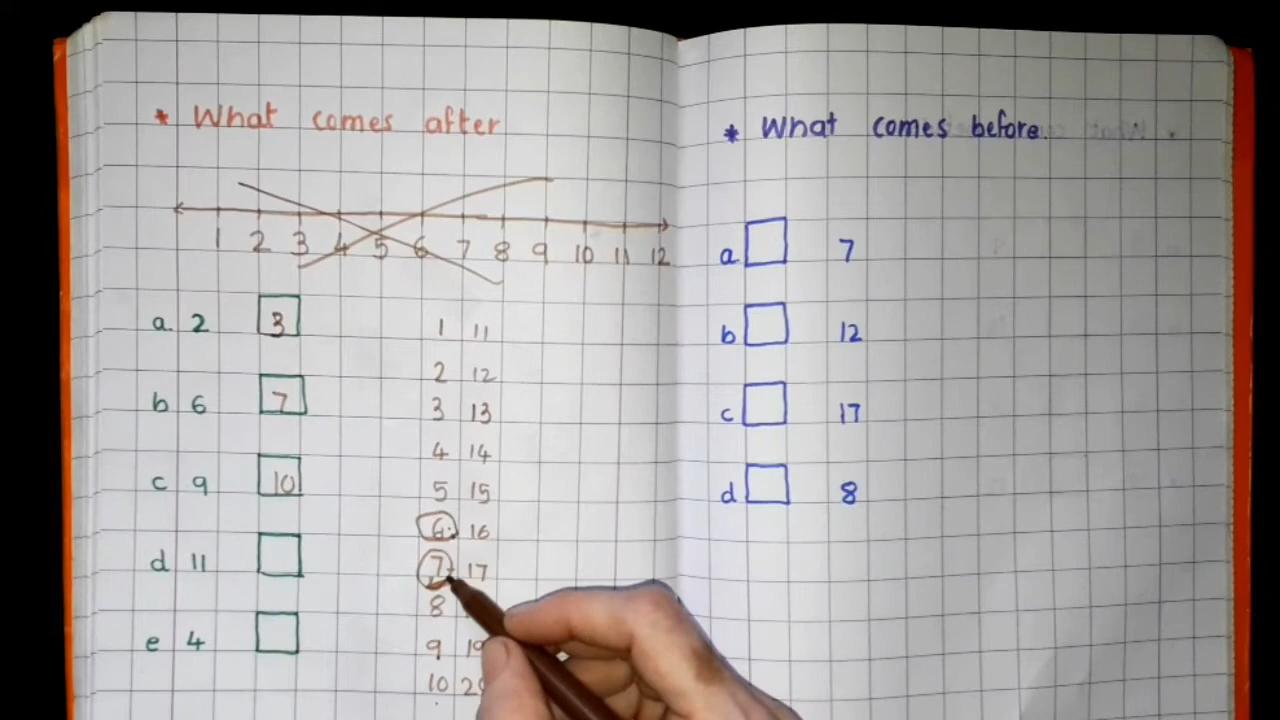 * What comes after
1 2 3 4 5 6 7 8 9 10 11 12
a. 2 3
b 6 7
c 9 10
d 11
e 4
1 11
2 12
3 13
4 14
5 15
6 16
7 17
8
9 19
10 20
* What comes before.
a 7
b 12
c 17
d 8